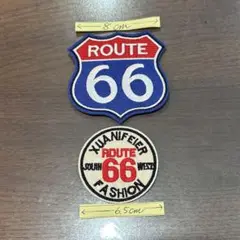 8cm
ROUTE
66
XUANIFEIER
ROUTE
SOUTH 66 WEST
FASHION
6.5cm